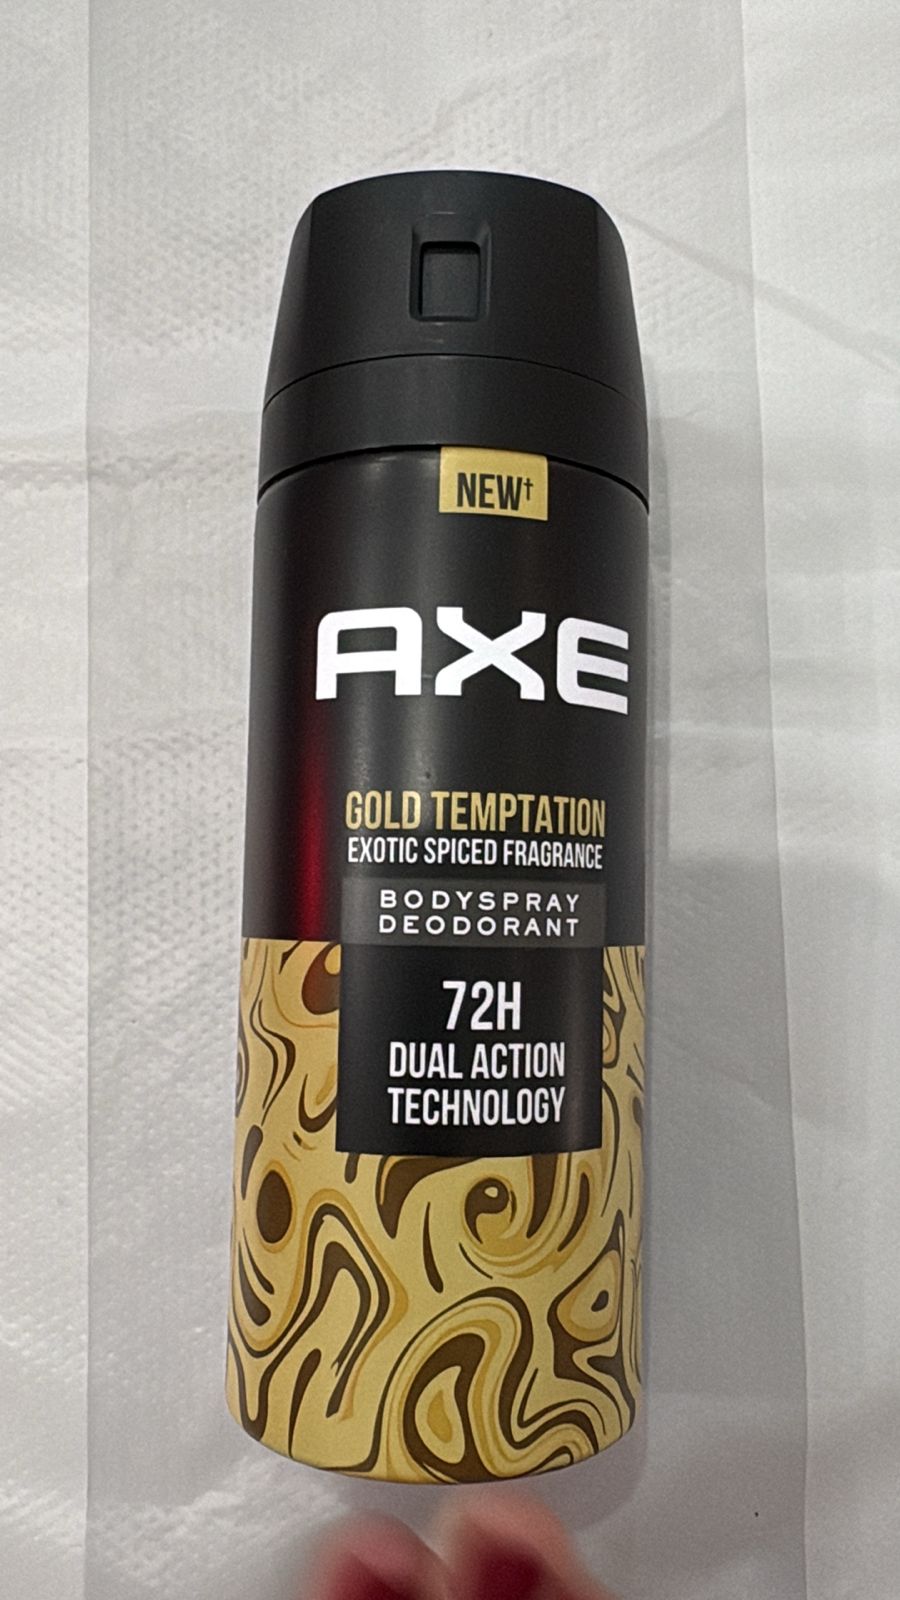 NEW†
AXE
GOLD TEMPTATION
EXOTIC SPICED FRAGRANCE
BODYSPRAY
DEODORANT
72H
DUAL ACTION
TECHNOLOGY